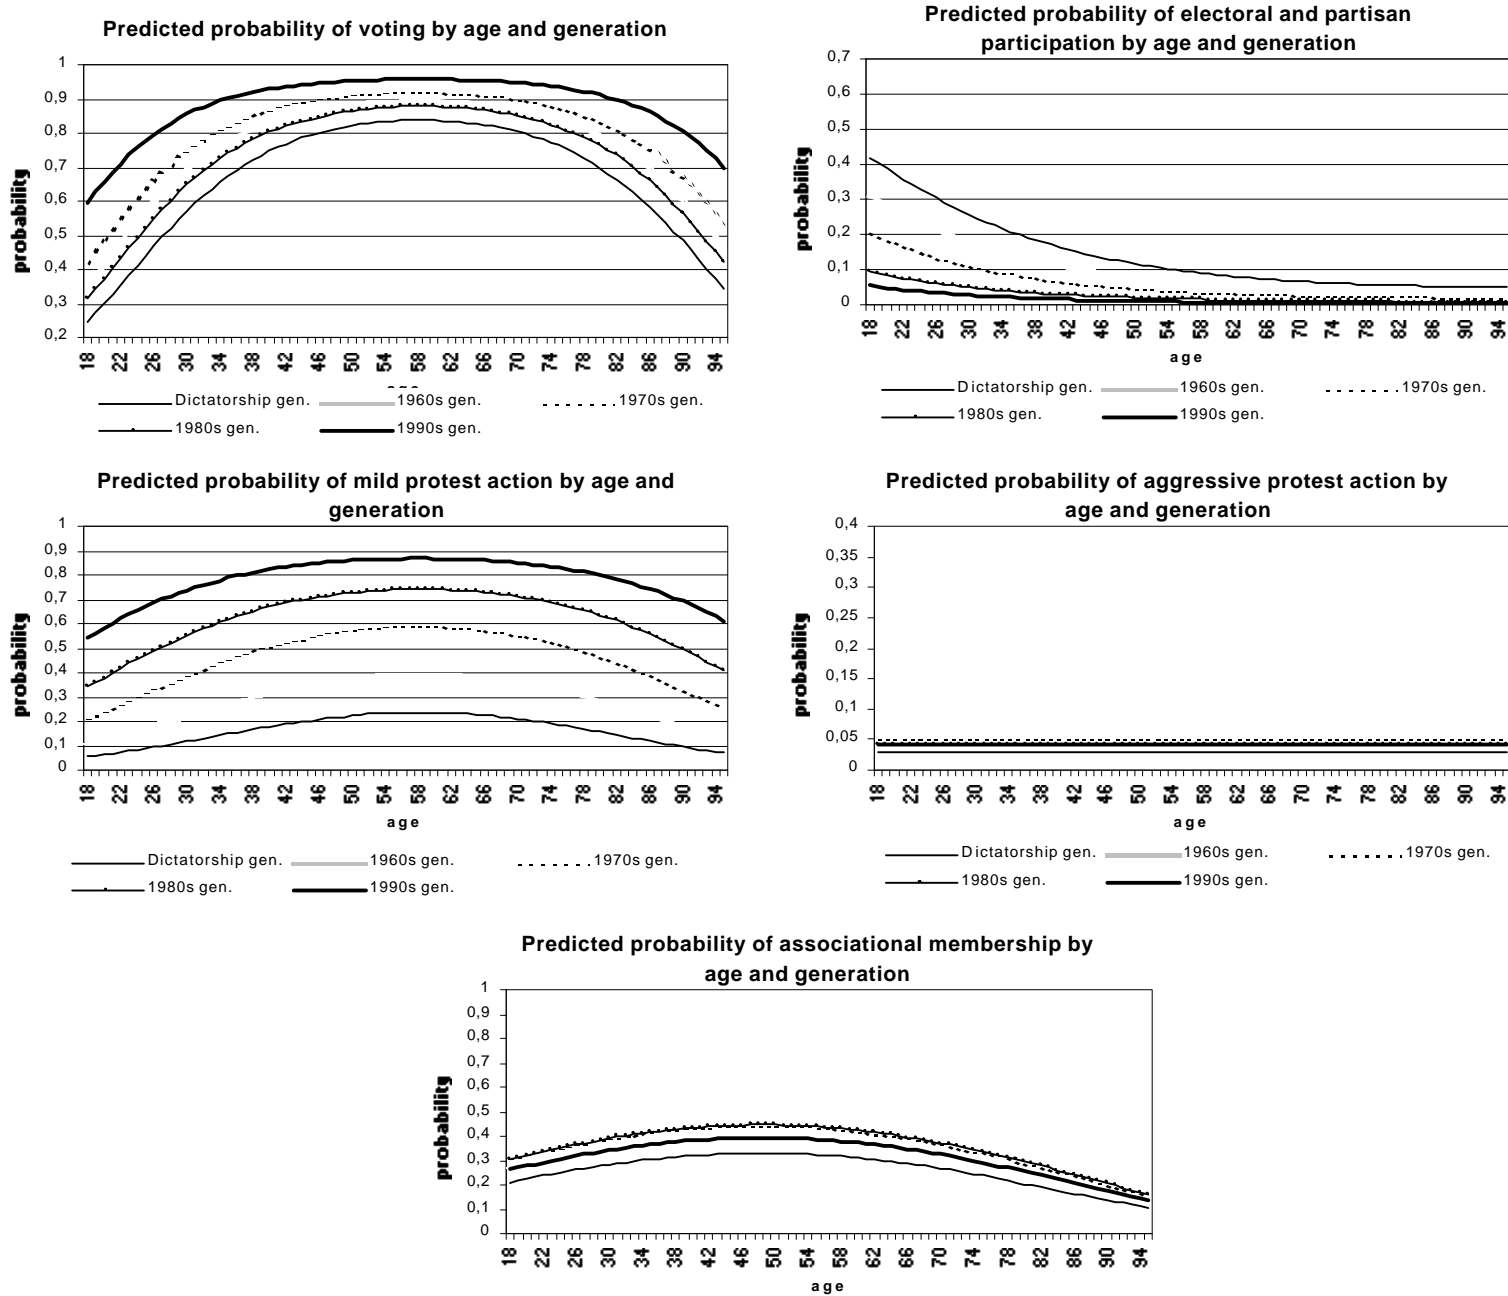 Predicted probability of voting by age and generation
1
0,9
0,8
0,7
0,6
0,5
0,4
0,3
0,2
probability
18 22 26 30 34 38 42 46 50 54 58 62 66 70 74 78 82 86 90 94
Dictatorship gen. 1960s gen. 1970s gen.
1980s gen. 1990s gen.
Predicted probability of electoral and partisan
participation by age and generation
0,7
0,6
0,5
0,4
0,3
0,2
0,1
0
probability
18 22 26 30 34 38 42 46 50 54 58 62 66 70 74 78 82 86 90 94
age
Dictatorship gen. 1960s gen. 1970s gen.
1980s gen. 1990s gen.
Predicted probability of mild protest action by age and
generation
1
0,9
0,8
0,7
0,6
0,5
0,4
0,3
0,2
0,1
0
probability
18 22 26 30 34 38 42 46 50 54 58 62 66 70 74 78 82 86 90 94
age
Dictatorship gen. 1960s gen. 1970s gen.
1980s gen. 1990s gen.
Predicted probability of aggressive protest action by
age and generation
0,4
0,35
0,3
0,25
0,2
0,15
0,1
0,05
0
probability
18 22 26 30 34 38 42 46 50 54 58 62 66 70 74 78 82 86 90 94
age
Dictatorship gen. 1960s gen. 1970s gen.
1980s gen. 1990s gen.
Predicted probability of associational membership by
age and generation
1
0,9
0,8
0,7
0,6
0,5
0,4
0,3
0,2
0,1
0
probability
18 22 26 30 34 38 42 46 50 54 58 62 66 70 74 78 82 86 90 94
age